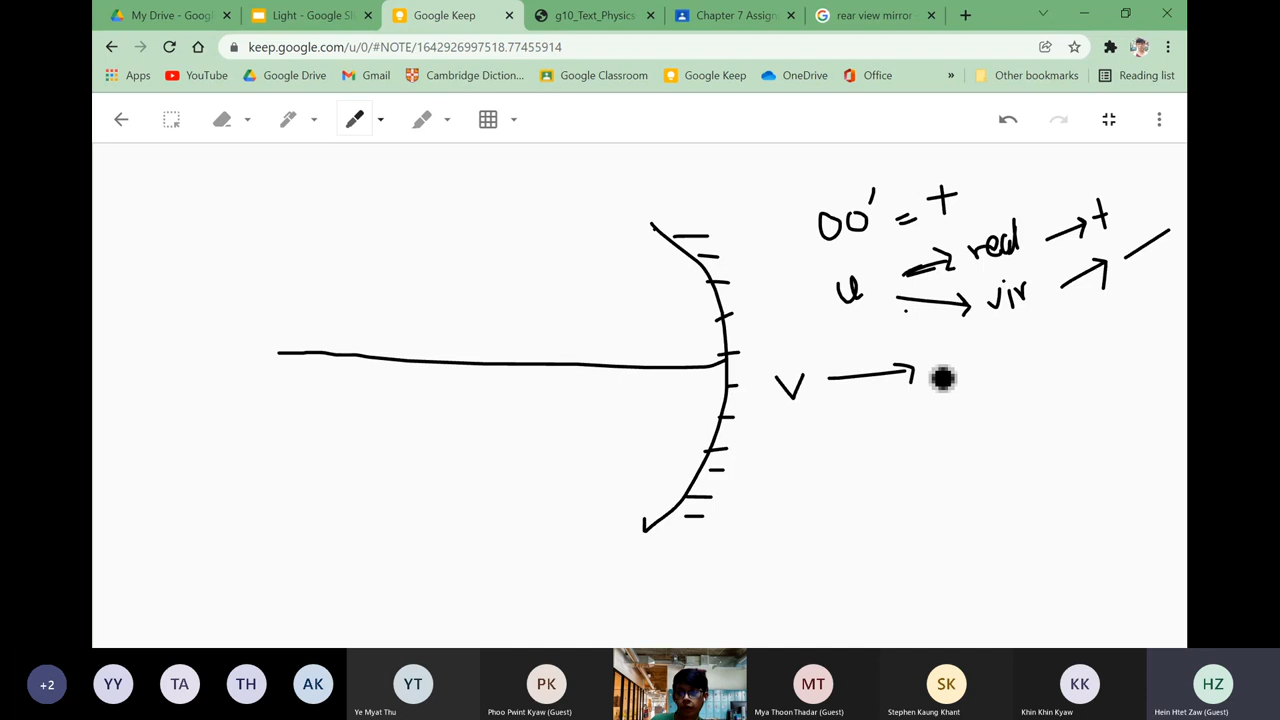 My Drive - Googl
Light - Google Sl
Google Keep
g10_Text_Physics
Chapter 7 Assign
rear view mirror -
keep.google.com/u/0/#NOTE/1642926997518.77455914
Apps
YouTube
Google Drive
Gmail
Cambridge Diction...
Google Classroom
Google Keep
OneDrive
Office
»
Other bookmarks
Reading list
OO' = +
u → real → +
→ vir → -
v →
+2
YY
TA
TH
AK
YT
PK
MT
SK
KK
HZ
Ye Myat Thu
Phoo Pwint Kyaw (Guest)
Mya Thoon Thadar (Guest)
Stephen Kaung Khant
Khin Khin Kyaw
Hein Htet Zaw (Guest)